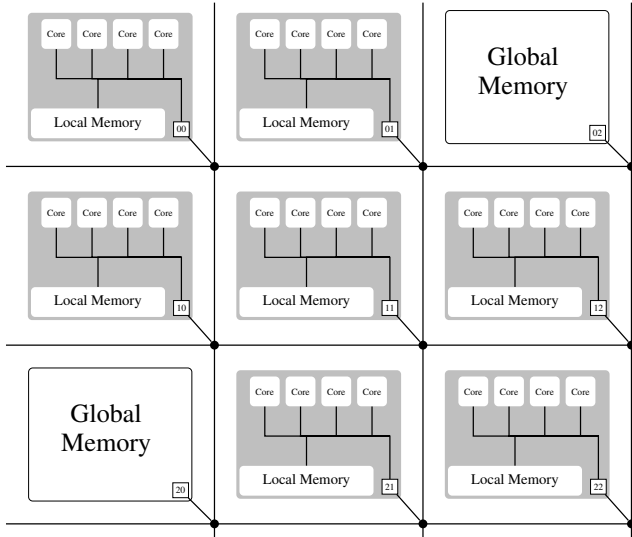 Core Core Core Core
Local Memory 00
Core Core Core Core
Local Memory 01
Global
Memory
02
Core Core Core Core
Local Memory 10
Core Core Core Core
Local Memory 11
Core Core Core Core
Local Memory 12
Global
Memory
20
Core Core Core Core
Local Memory 21
Core Core Core Core
Local Memory 22